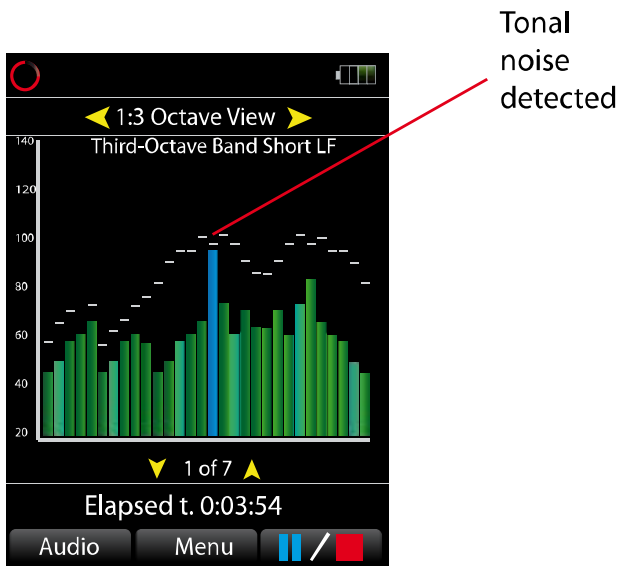 Tonal
noise
detected
1:3 Octave View
Third-Octave Band Short LF
140
120
100
80
60
40
20
1 of 7
Elapsed t. 0:03:54
Audio Menu /